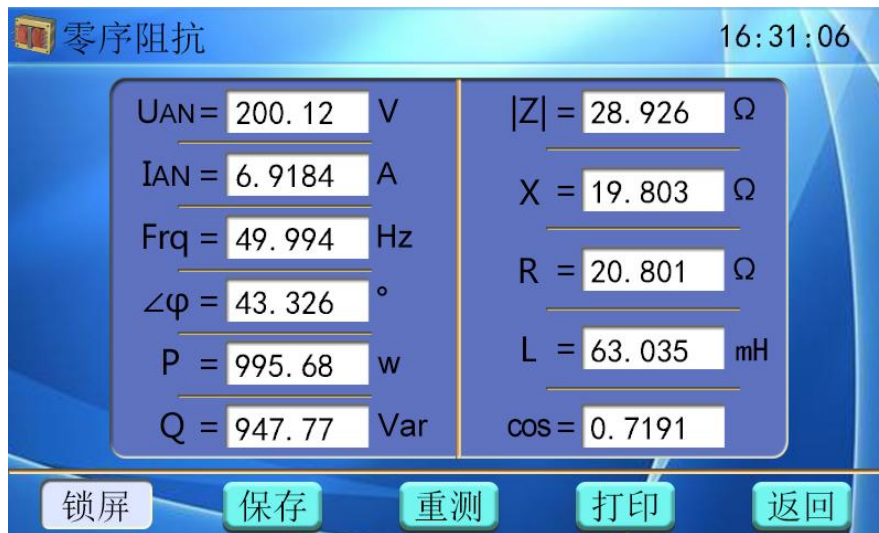 零序阻抗 16:31:06
UAN = 200.12 V |Z| = 28.926 Ω
IAN = 6.9184 A X = 19.803 Ω
Frq = 49.994 Hz R = 20.801 Ω
∠φ = 43.326 ° L = 63.035 mH
P = 995.68 w cos = 0.7191
Q = 947.77 Var
锁屏 保存 重测 打印 返回